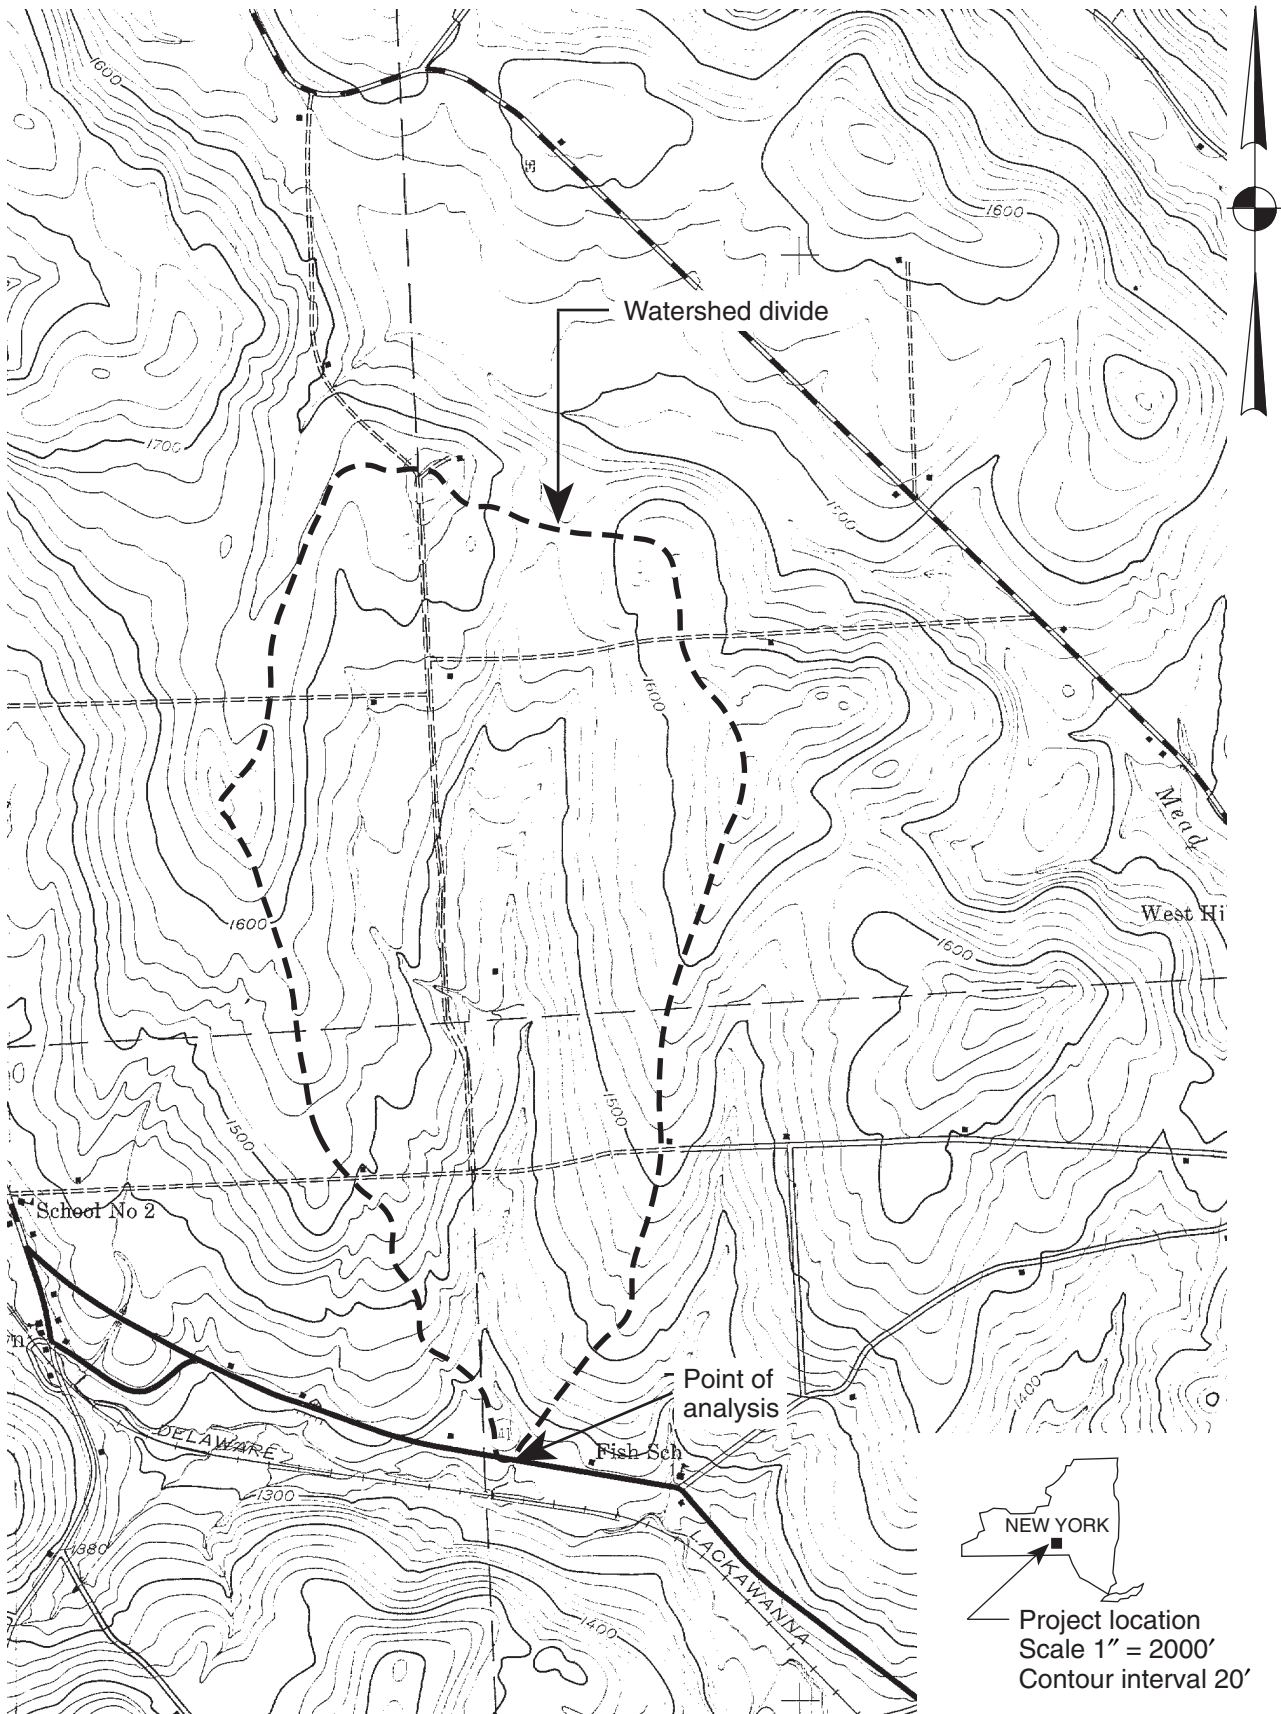 1600
1600
Watershed divide
1700
1600
Mead
West Hi
1600
1600
1500
1500
School No 2
Point of
analysis
1400
DELAWARE
Fish Sch
1300
1380
LACKAWANNA
1400
NEW YORK
Project location
Scale 1″ = 2000′
Contour interval 20′